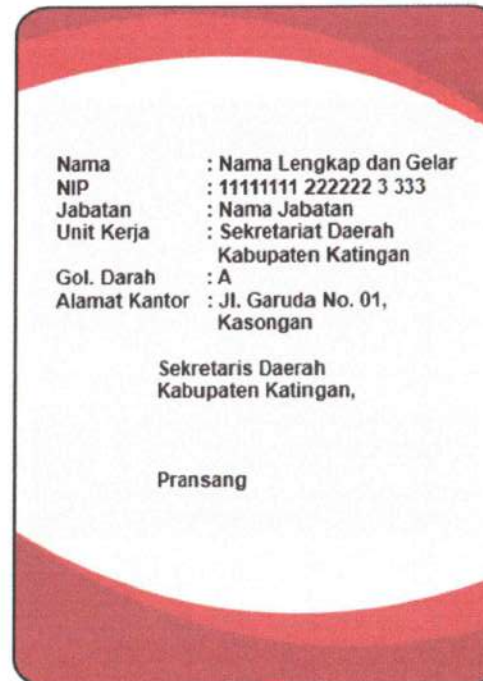 Nama : Nama Lengkap dan Gelar
NIP : 11111111 222222 3 333
Jabatan : Nama Jabatan
Unit Kerja : Sekretariat Daerah
Kabupaten Katingan
Gol. Darah : A
Alamat Kantor : Jl. Garuda No. 01,
Kasongan
Sekretaris Daerah
Kabupaten Katingan,
Pransang